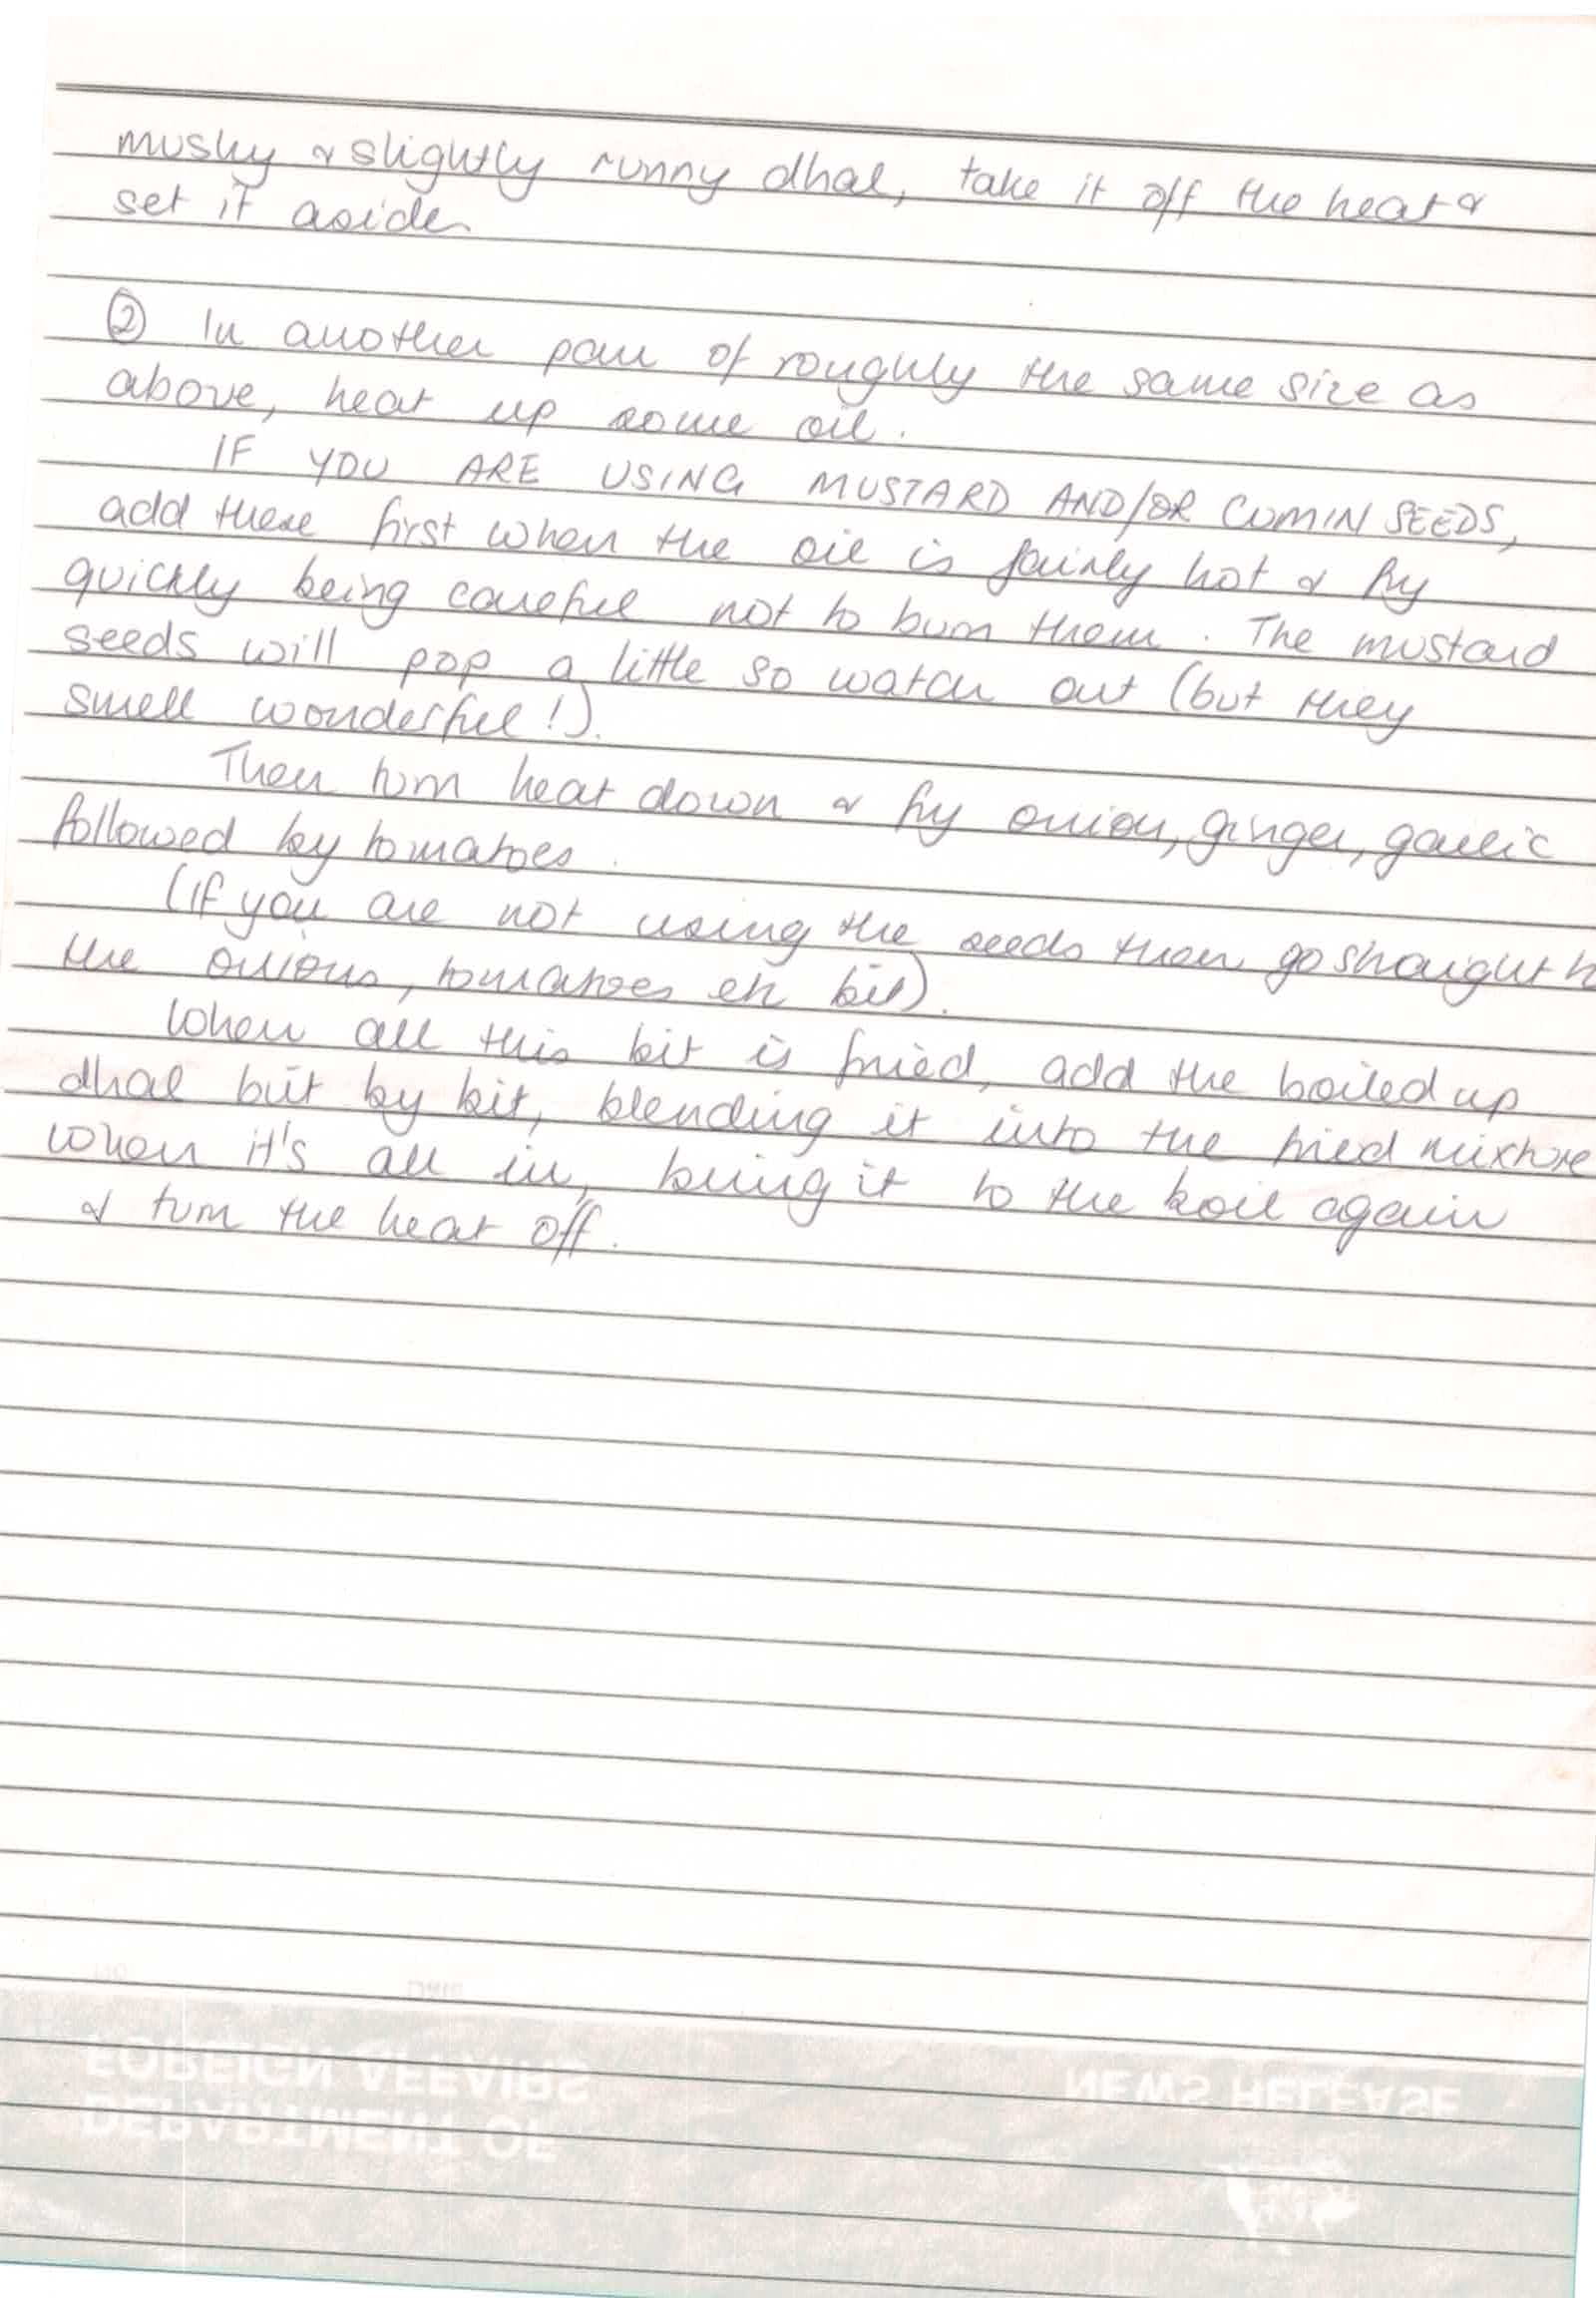 mushy & slightly runny dhal, take it off the heat &
set it aside.
② In another pan of roughly the same size as
above, heat up some oil.
IF YOU ARE USING MUSTARD AND/OR CUMIN SEEDS,
add these first when the oil is fairly hot & fry
quickly being careful not to burn them. The mustard
seeds will pop a little so watch out (but they
smell wonderful!).
Then turn heat down & fry onion, ginger, garlic
followed by tomatoes.
(If you are not using the seeds then go straight to
the onions, tomatoes etc bit).
When all this bit is fried, add the boiled up
dhal bit by bit, blending it into the fried mixture
When it's all in, bring it to the boil again
& turn the heat off.
NEWS RELEASE
DEPARTMENT OF
FOREIGN AFFAIRS